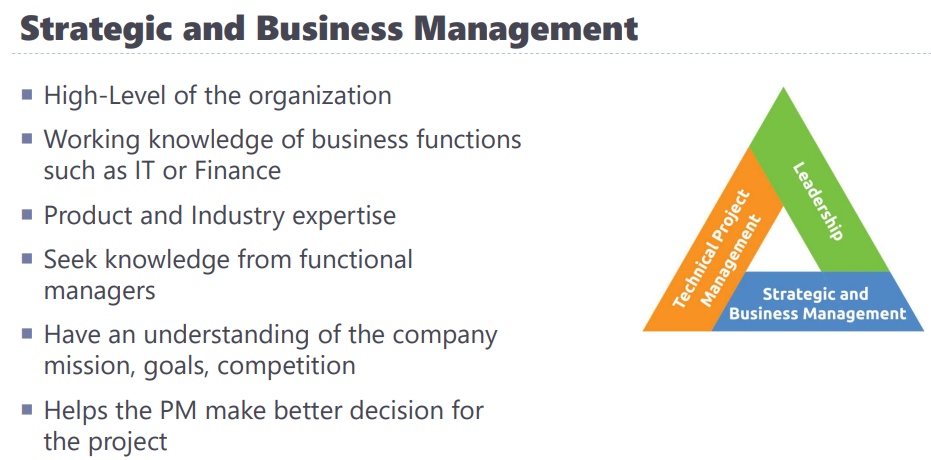 Strategic and Business Management
High-Level of the organization
Working knowledge of business functions
such as IT or Finance
Product and Industry expertise
Seek knowledge from functional
managers
Have an understanding of the company
mission, goals, competition
Helps the PM make better decision for
the project
Technical Project
Management
Leadership
Strategic and
Business Management